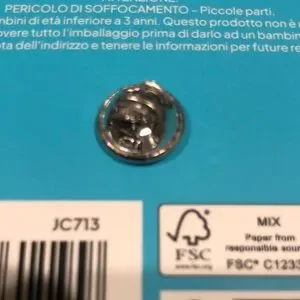 PERICOLO DI SOFFOCAMENTO – Piccole parti.
mbini di età inferiore a 3 anni. Questo prodotto non è
overe tutto l'imballaggio prima di darlo ad un bambin
ota dell'indirizzo e tenere le informazioni per future re
JC713
FSC
www.fsc.org
MIX
Paper from
responsible sour
FSC® C1233